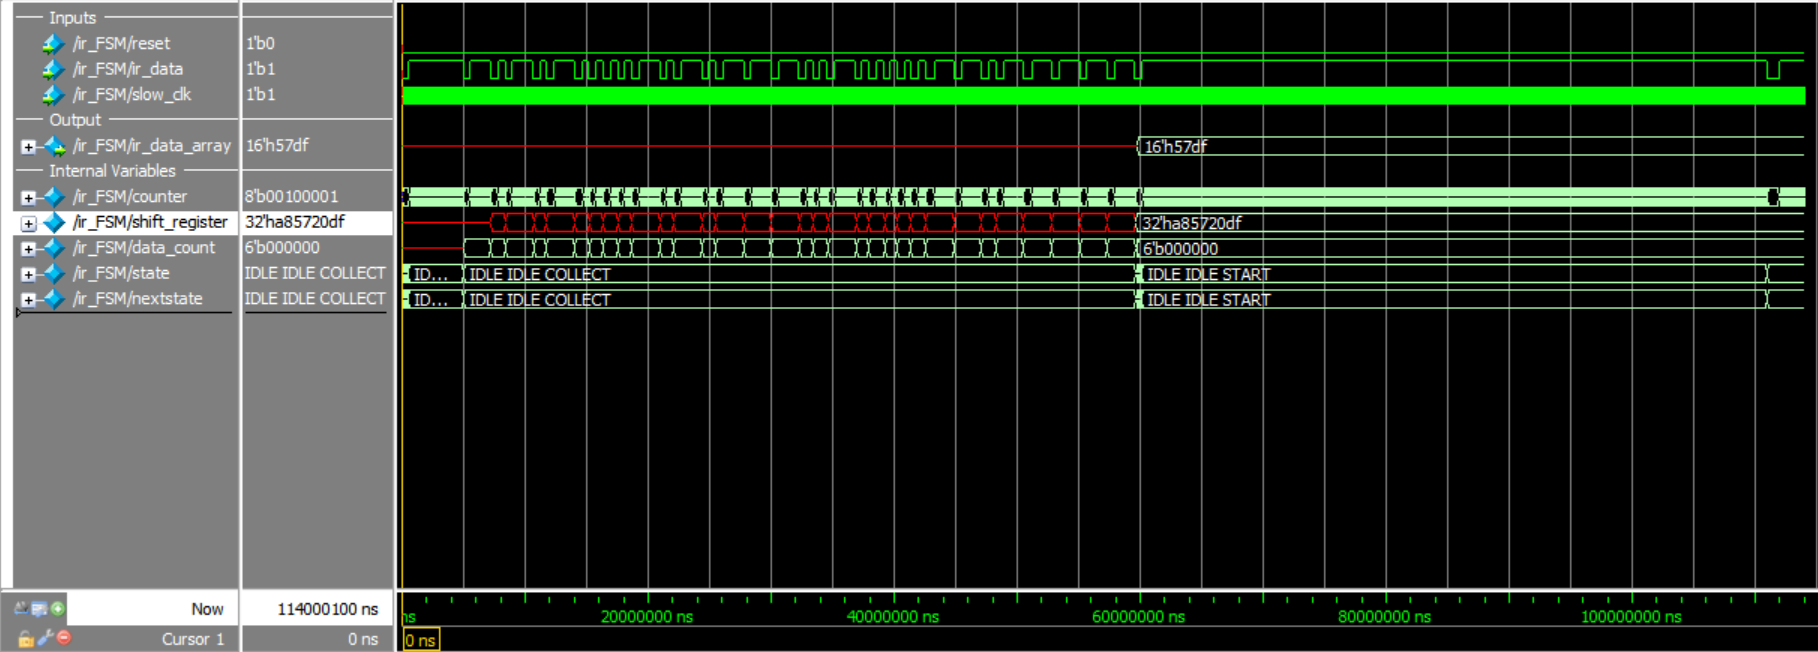 Inputs
/ir_FSM/reset 1'b0
/ir_FSM/ir_data 1'b1
/ir_FSM/slow_clk 1'b1
Output
/ir_FSM/ir_data_array 16'h57df 16'h57df
Internal Variables
/ir_FSM/counter 8'b00100001
/ir_FSM/shift_register 32'ha85720df 32'ha85720df
/ir_FSM/data_count 6'b000000 6'b000000
/ir_FSM/state IDLE IDLE COLLECT ID... IDLE IDLE COLLECT IDLE IDLE START
/ir_FSM/nextstate IDLE IDLE COLLECT ID... IDLE IDLE COLLECT IDLE IDLE START
Now 114000100 ns ns 20000000 ns 40000000 ns 60000000 ns 80000000 ns 100000000 ns
Cursor 1 0 ns 0 ns